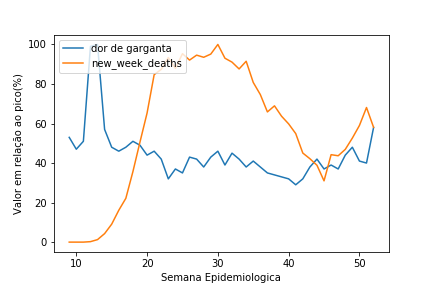 dor de garganta
new_week_deaths
100
80
60
40
20
0
Valor em relação ao pico(%)
10
20
30
40
50
Semana Epidemiologica